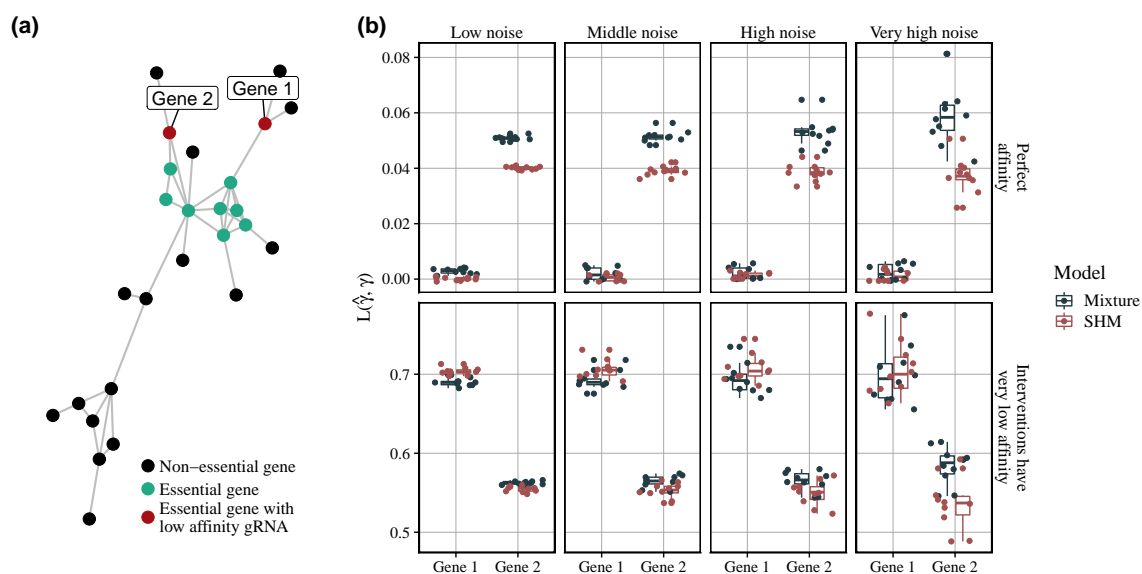 (a)
Gene 2
Gene 1
Non−essential gene
Essential gene
Essential gene with
low affinity gRNA
(b)
Low noise
Middle noise
High noise
Very high noise
L(γ̂, γ)
0.08
0.06
0.04
0.02
0.00
0.7
0.6
0.5
Perfect
affinity
Interventions have
very low affinity
Gene 1 Gene 2
Gene 1 Gene 2
Gene 1 Gene 2
Gene 1 Gene 2
Model
Mixture
SHM